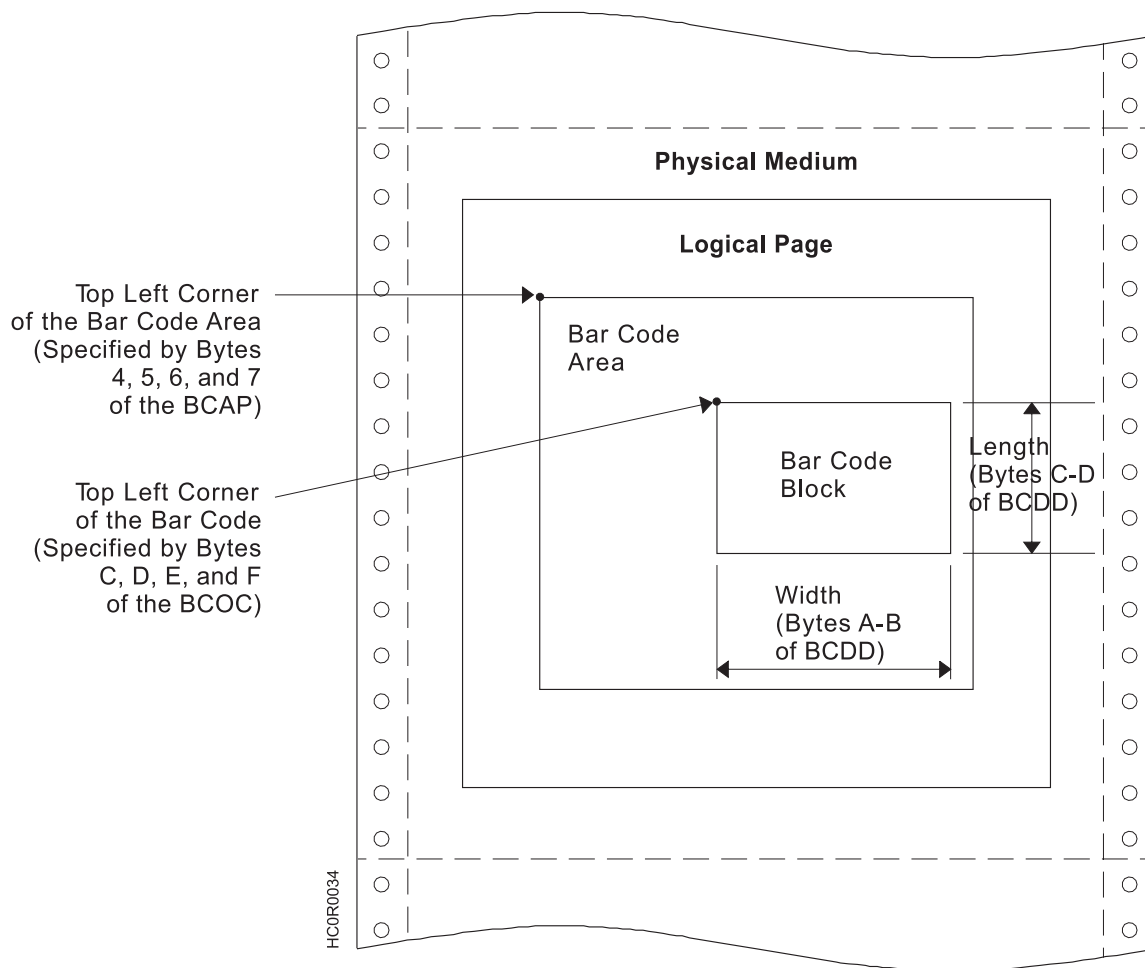 Physical Medium
Logical Page
Top Left Corner
of the Bar Code Area
(Specified by Bytes
4, 5, 6, and 7
of the BCAP)
Bar Code
Area
Top Left Corner
of the Bar Code
(Specified by Bytes
C, D, E, and F
of the BCOC)
Bar Code
Block
Length
(Bytes C-D
of BCDD)
Width
(Bytes A-B
of BCDD)
HC0R0034